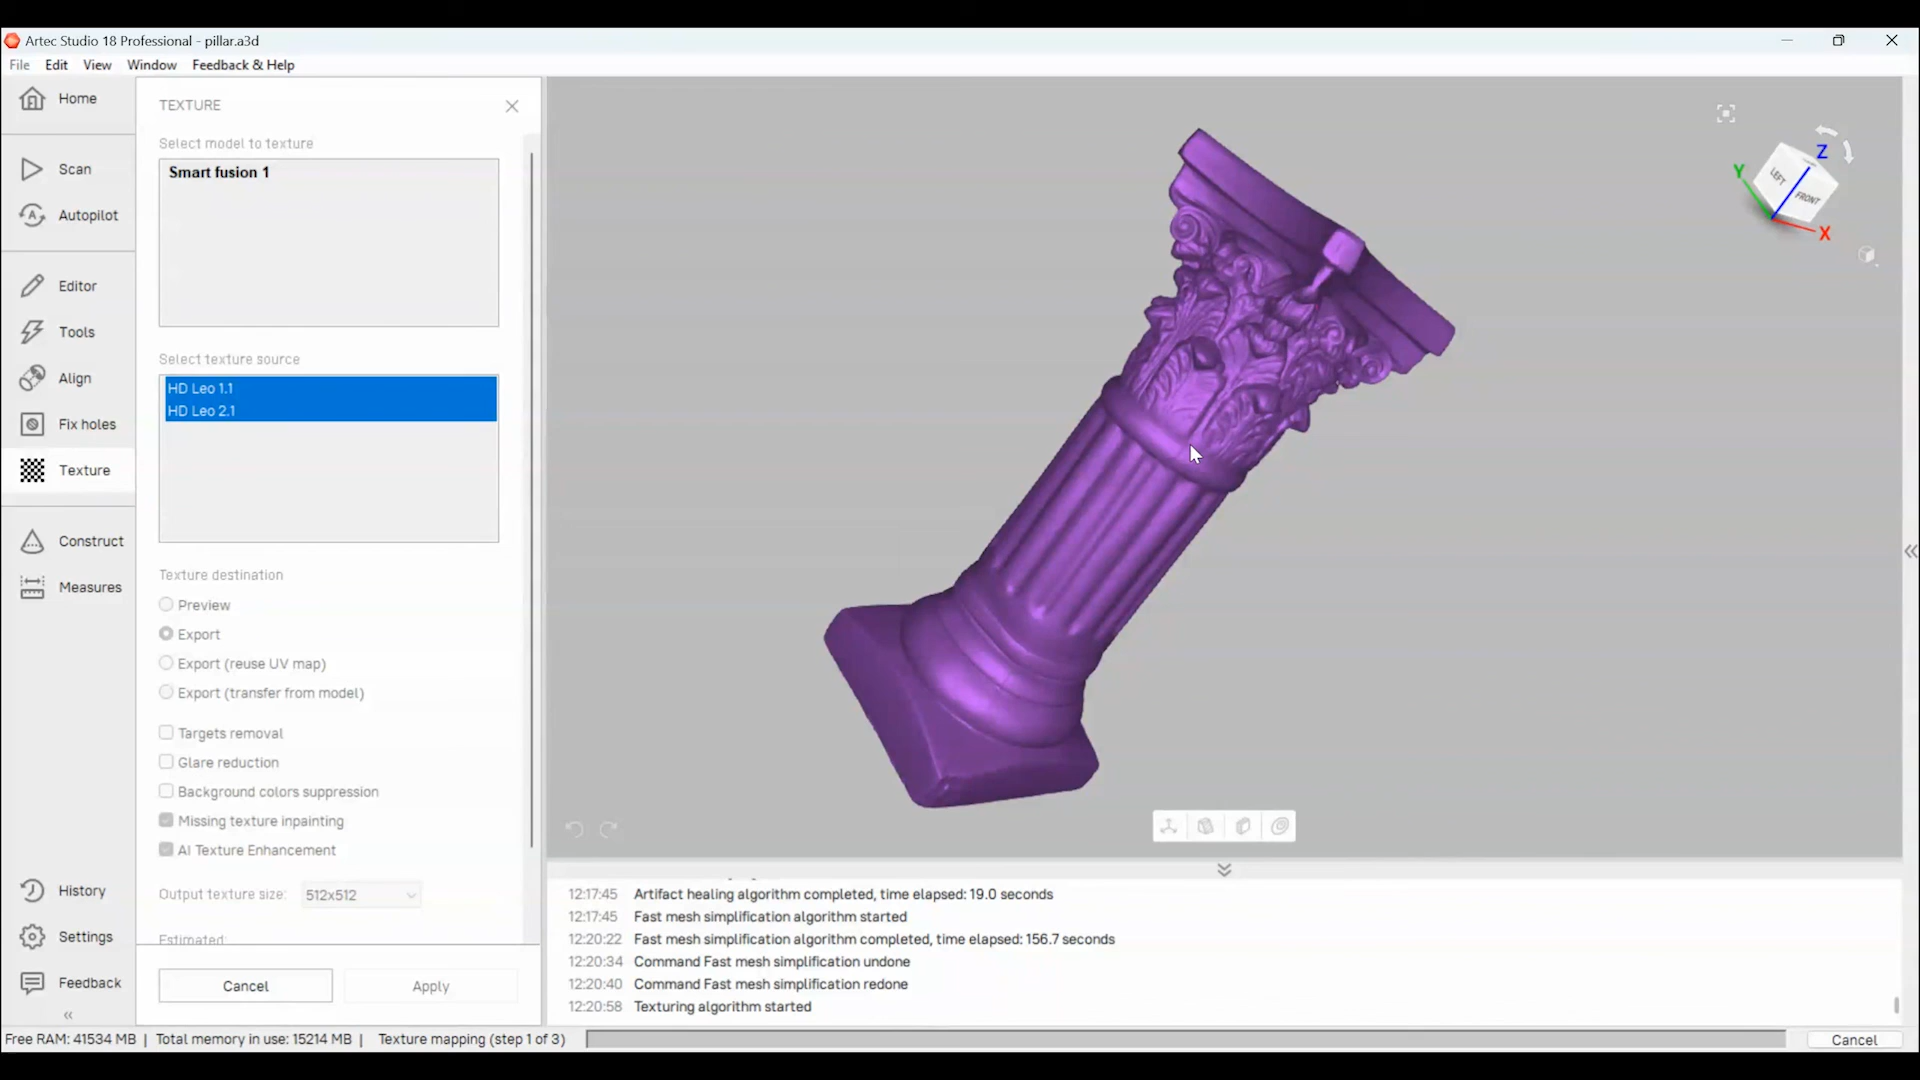 Artec Studio 18 Professional - pillar.a3d
File Edit View Window Feedback & Help
Home
Scan
Autopilot
Editor
Tools
Align
Fix holes
Texture
Construct
Measures
History
Settings
Feedback
TEXTURE
Select model to texture
Smart fusion 1
Select texture source
HD Leo 1.1
HD Leo 2.1
Texture destination
Preview
Export
Export (reuse UV map)
Export (transfer from model)
Targets removal
Glare reduction
Background colors suppression
Missing texture inpainting
AI Texture Enhancement
Output texture size: 512x512
Estimated:
Cancel Apply
Z
Y
X
LEFT
FRONT
12:17:45 Artifact healing algorithm completed, time elapsed: 19.0 seconds
12:17:45 Fast mesh simplification algorithm started
12:20:22 Fast mesh simplification algorithm completed, time elapsed: 156.7 seconds
12:20:34 Command Fast mesh simplification undone
12:20:40 Command Fast mesh simplification redone
12:20:58 Texturing algorithm started
Free RAM: 41534 MB | Total memory in use: 15214 MB | Texture mapping (step 1 of 3) Cancel